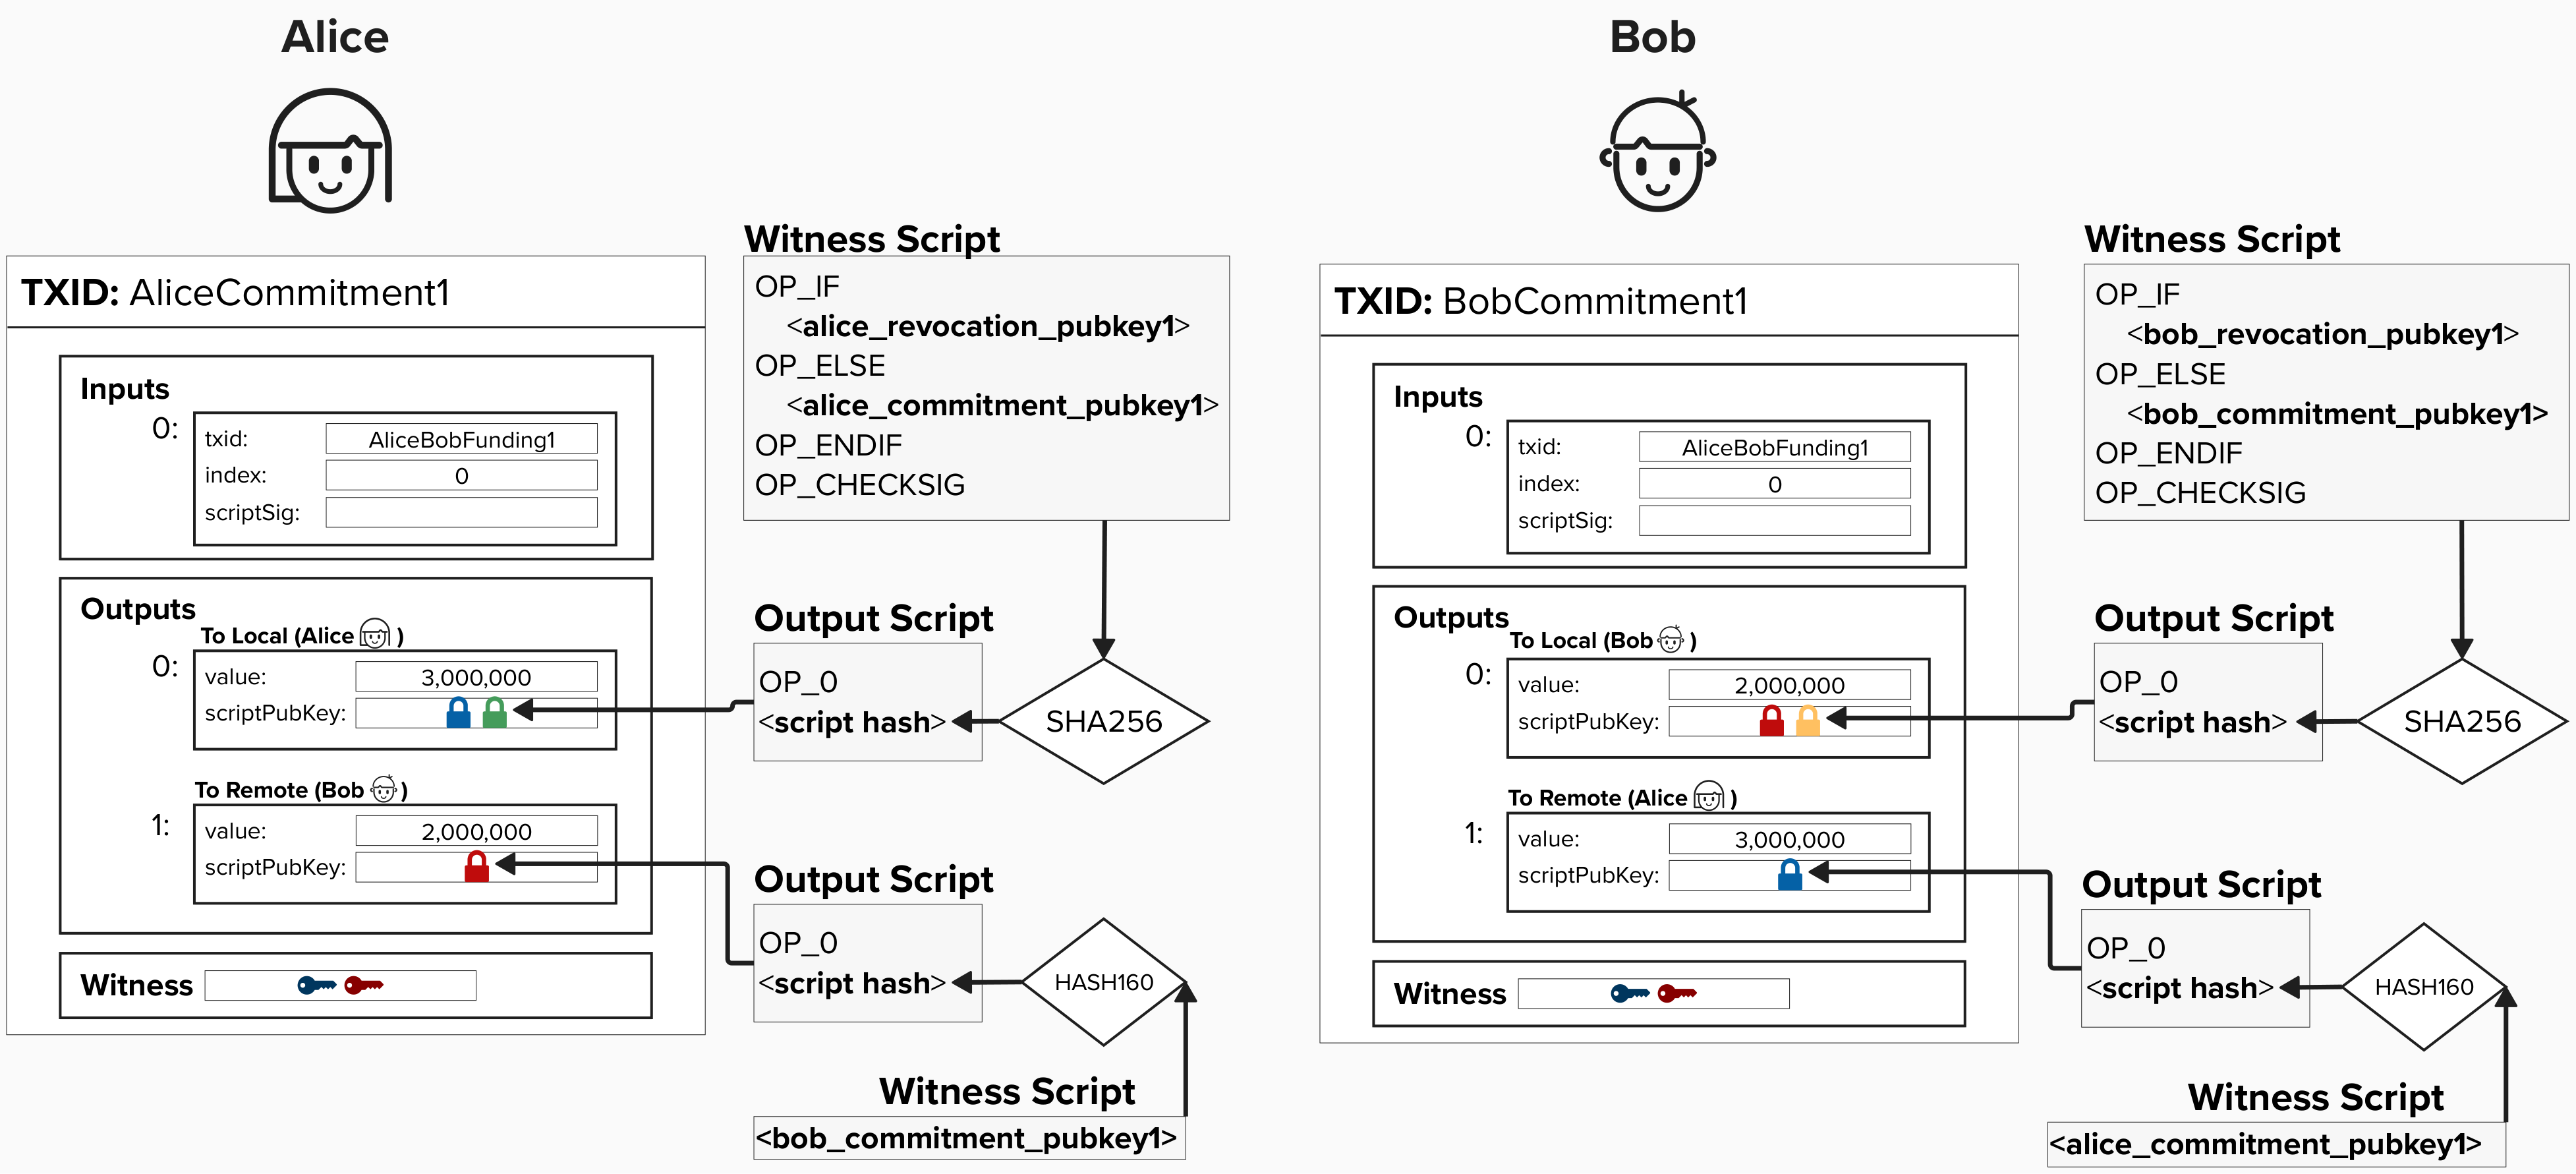 Alice
TXID: AliceCommitment1
Inputs
0:
txid: AliceBobFunding1
index: 0
scriptSig:
Outputs
To Local (Alice )
0:
value: 3,000,000
scriptPubKey:
To Remote (Bob )
1:
value: 2,000,000
scriptPubKey:
Witness
Witness Script
OP_IF
<alice_revocation_pubkey1>
OP_ELSE
<alice_commitment_pubkey1>
OP_ENDIF
OP_CHECKSIG
SHA256
Output Script
OP_0
<script hash>
Output Script
OP_0
<script hash>
HASH160
Witness Script
<bob_commitment_pubkey1>
Bob
TXID: BobCommitment1
Inputs
0:
txid: AliceBobFunding1
index: 0
scriptSig:
Outputs
To Local (Bob )
0:
value: 2,000,000
scriptPubKey:
To Remote (Alice )
1:
value: 3,000,000
scriptPubKey:
Witness
Witness Script
OP_IF
<bob_revocation_pubkey1>
OP_ELSE
<bob_commitment_pubkey1>
OP_ENDIF
OP_CHECKSIG
SHA256
Output Script
OP_0
<script hash>
Output Script
OP_0
<script hash>
HASH160
Witness Script
<alice_commitment_pubkey1>